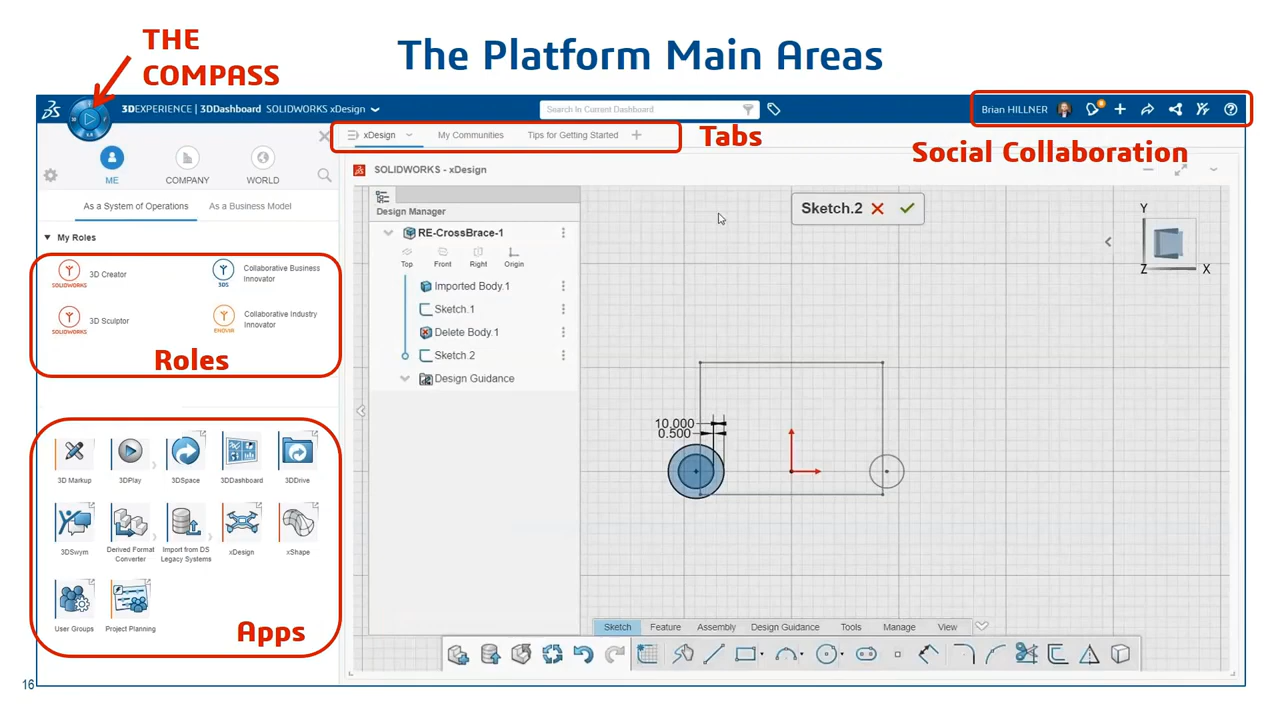 THE
COMPASS
The Platform Main Areas
3DEXPERIENCE | 3DDashboard SOLIDWORKS xDesign
Search In Current Dashboard
Brian HILLNER
xDesign
My Communities
Tips for Getting Started
Tabs
Social Collaboration
ME
COMPANY
WORLD
As a System of Operations
As a Business Model
My Roles
3D Creator
SOLIDWORKS
Collaborative Business
Innovator
3DS
3D Sculptor
SOLIDWORKS
Collaborative Industry
Innovator
ENOVIA
Roles
3D Markup
3DPlay
3DSpace
3DDashboard
3DDrive
3DSwym
Derived Format
Converter
Import from DS
Legacy Systems
xDesign
xShape
User Groups
Project Planning
Apps
SOLIDWORKS - xDesign
Design Manager
RE-CrossBrace-1
Top
Front
Right
Origin
Imported Body.1
Sketch.1
Delete Body.1
Sketch 2
Design Guidance
Sketch.2
Y
Z
X
10.000
0.500
Sketch
Feature
Assembly
Design Guidance
Tools
Manage
View
16